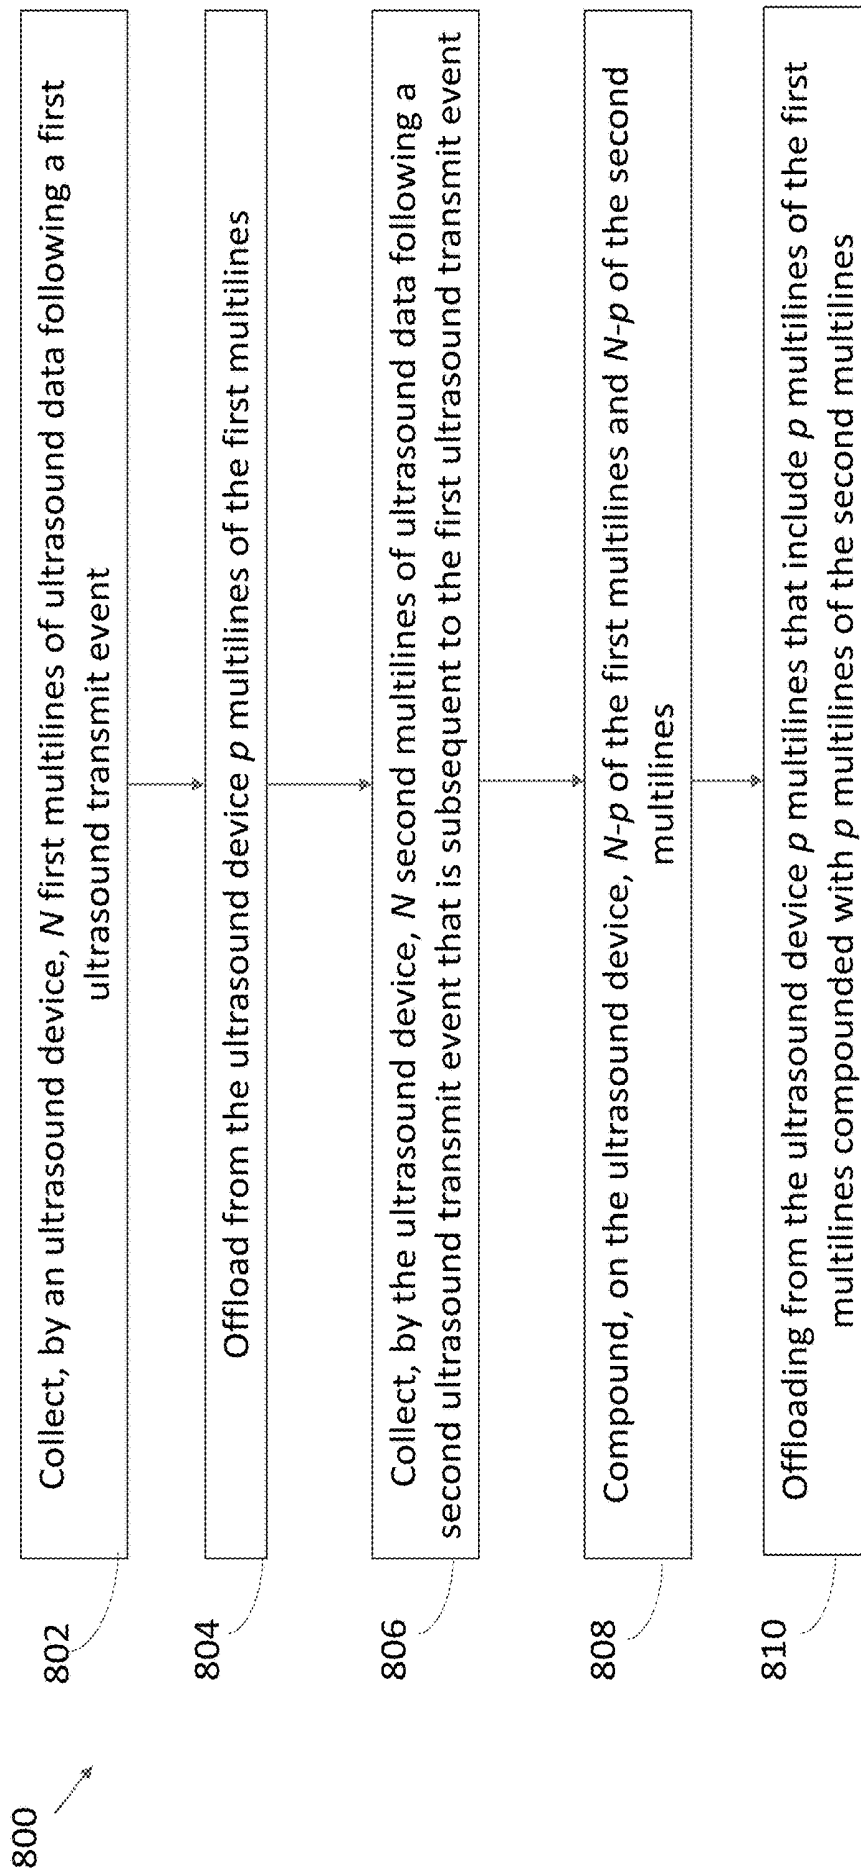 800
802
Collect, by an ultrasound device, N first multilines of ultrasound data following a first
ultrasound transmit event
804
Offload from the ultrasound device p multilines of the first multilines
806
Collect, by the ultrasound device, N second multilines of ultrasound data following a
second ultrasound transmit event that is subsequent to the first ultrasound transmit event
808
Compound, on the ultrasound device, N-p of the first multilines and N-p of the second
multilines
810
Offloading from the ultrasound device p multilines that include p multilines of the first
multilines compounded with p multilines of the second multilines